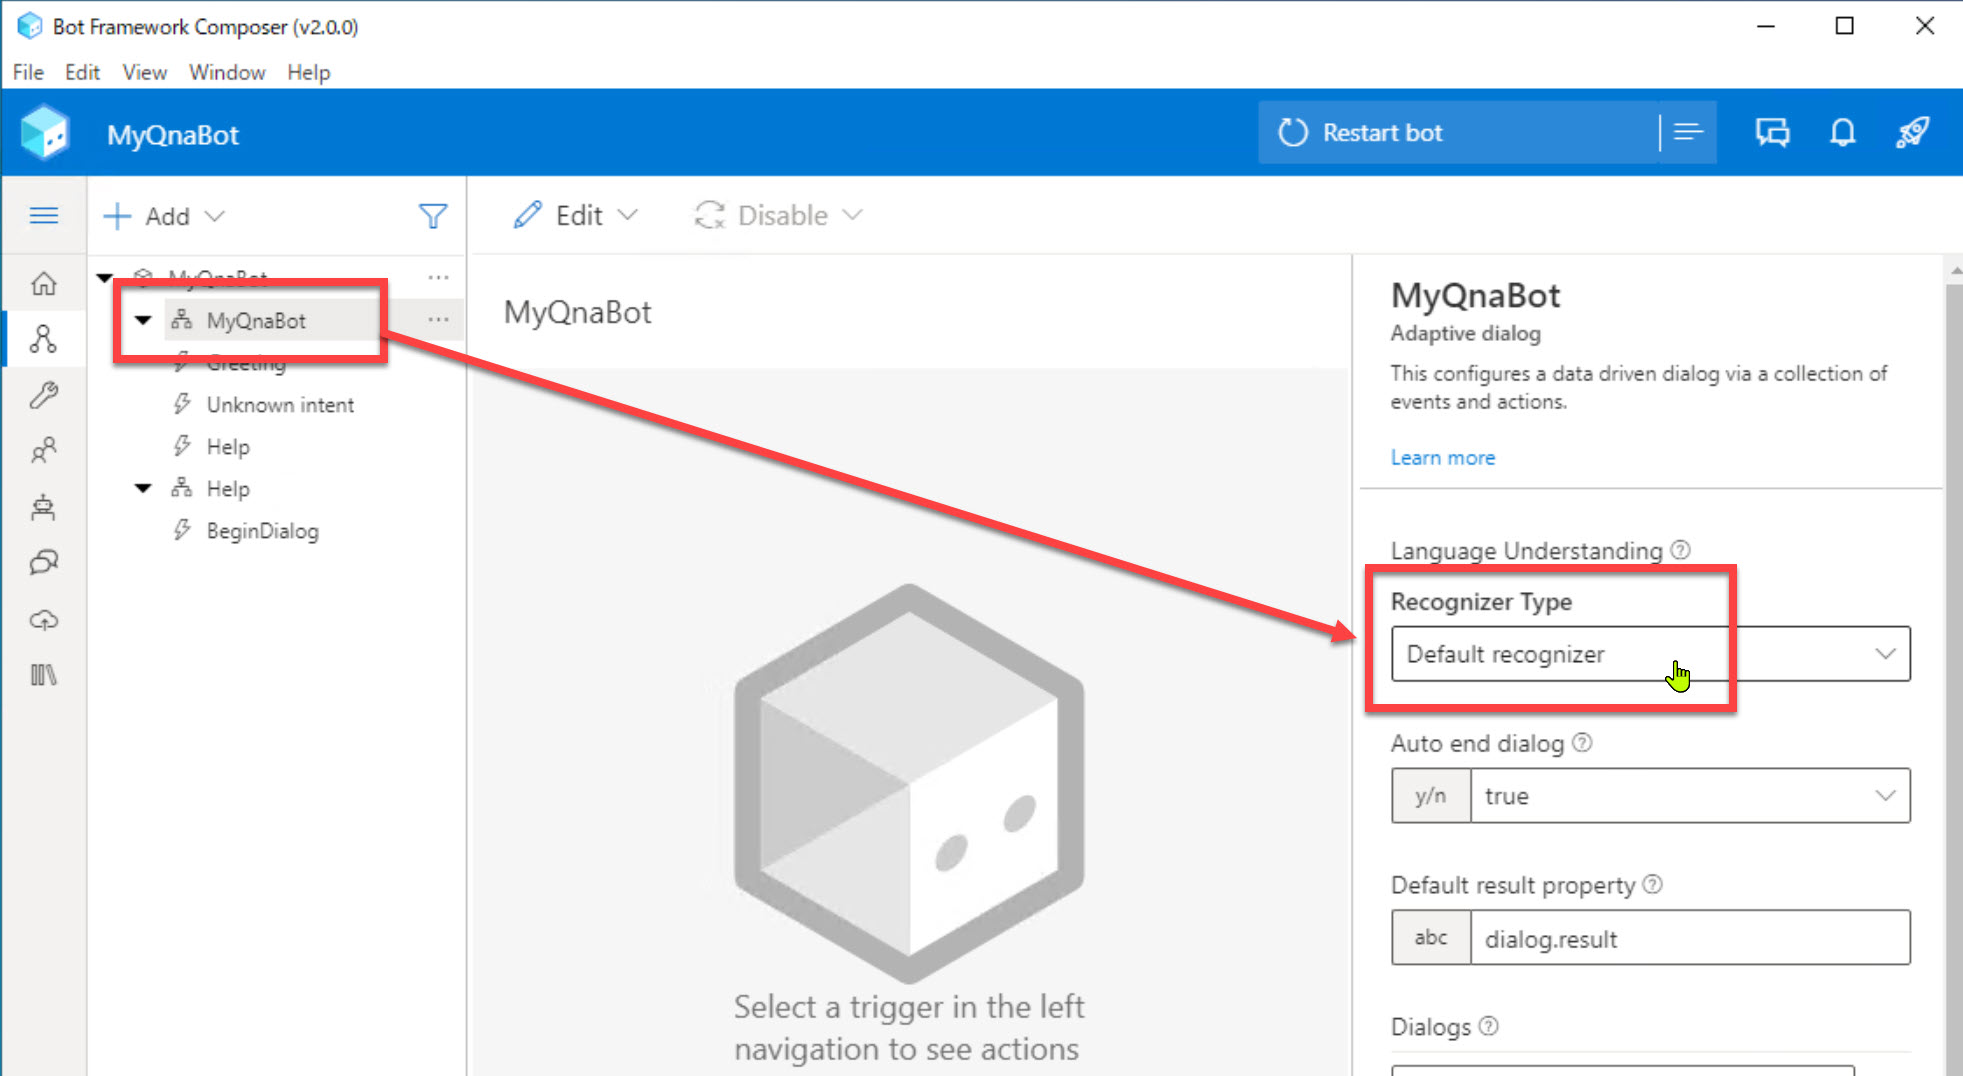 Bot Framework Composer (v2.0.0)
File Edit View Window Help
MyQnaBot
Restart bot
Add
Edit
Disable
MyQnaBot
MyQnaBot
Greeting
Unknown intent
Help
Help
BeginDialog
MyQnaBot
Select a trigger in the left
navigation to see actions
MyQnaBot
Adaptive dialog
This configures a data driven dialog via a collection of
events and actions.
Learn more
Language Understanding
Recognizer Type
Default recognizer
Auto end dialog
y/n true
Default result property
abc dialog.result
Dialogs